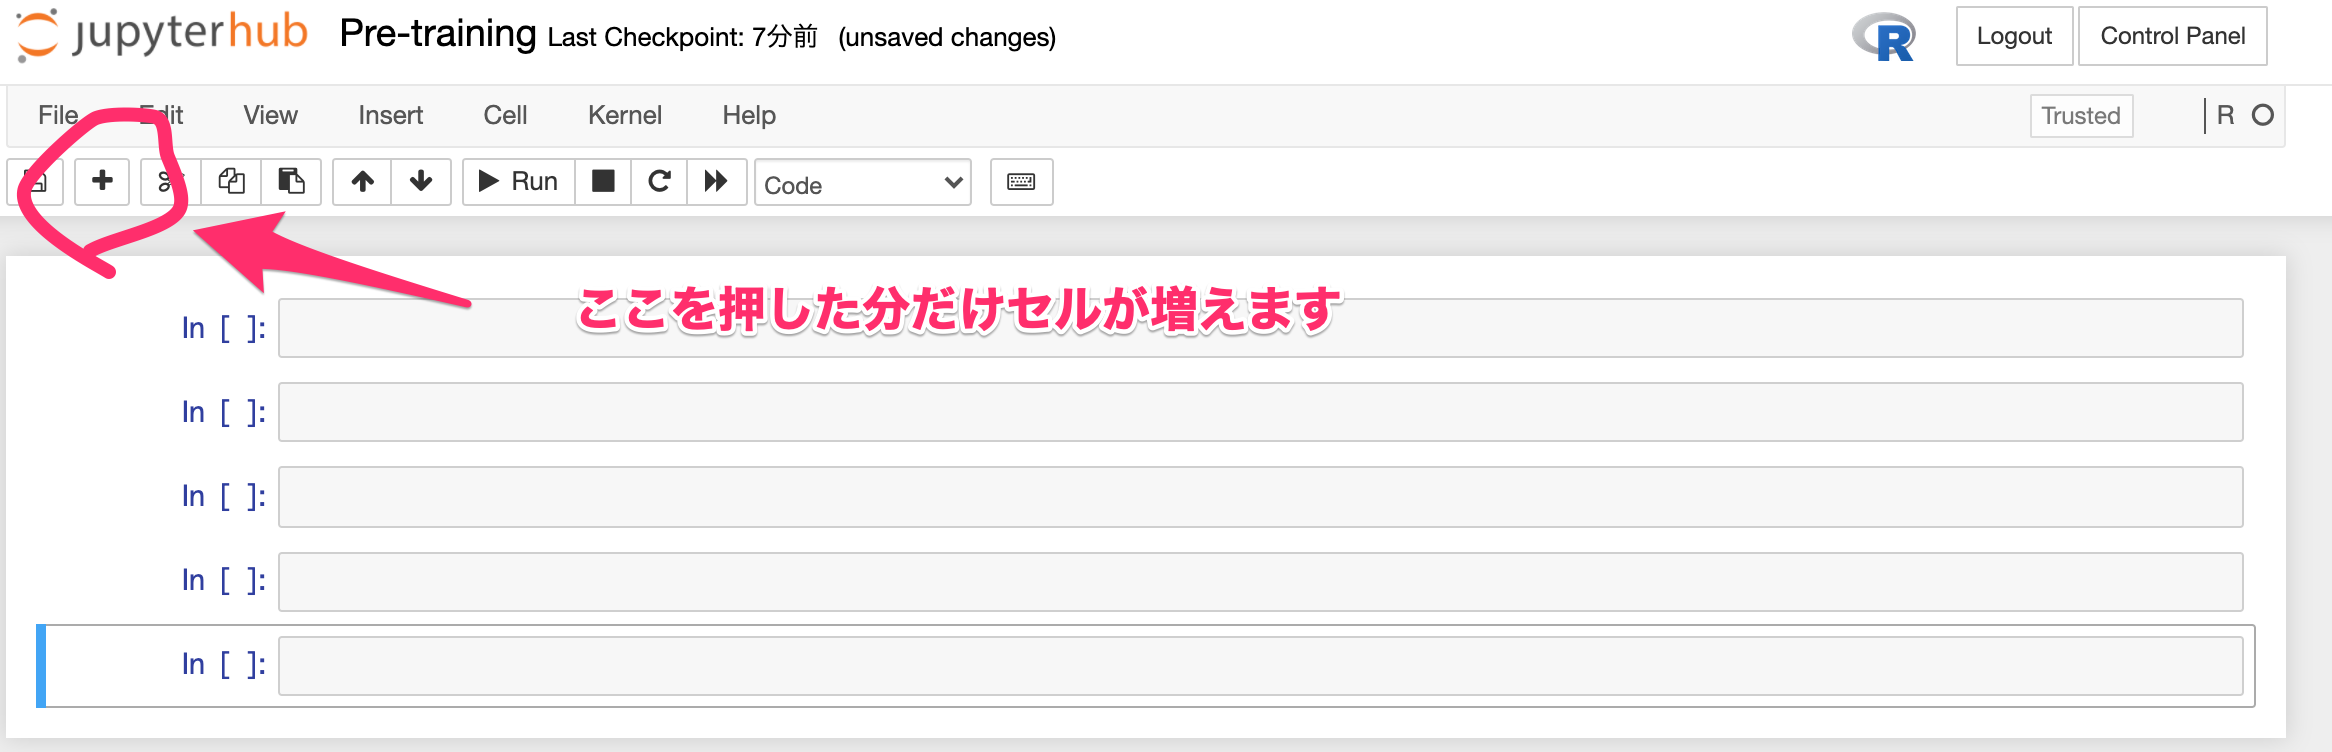 jupyterhub Pre-training Last Checkpoint: 7分前 (unsaved changes) R Logout Control Panel
File Edit View Insert Cell Kernel Help Trusted R
Run Code
ここを押した分だけセルが増えます
In [ ]:
In [ ]:
In [ ]:
In [ ]:
In [ ]: